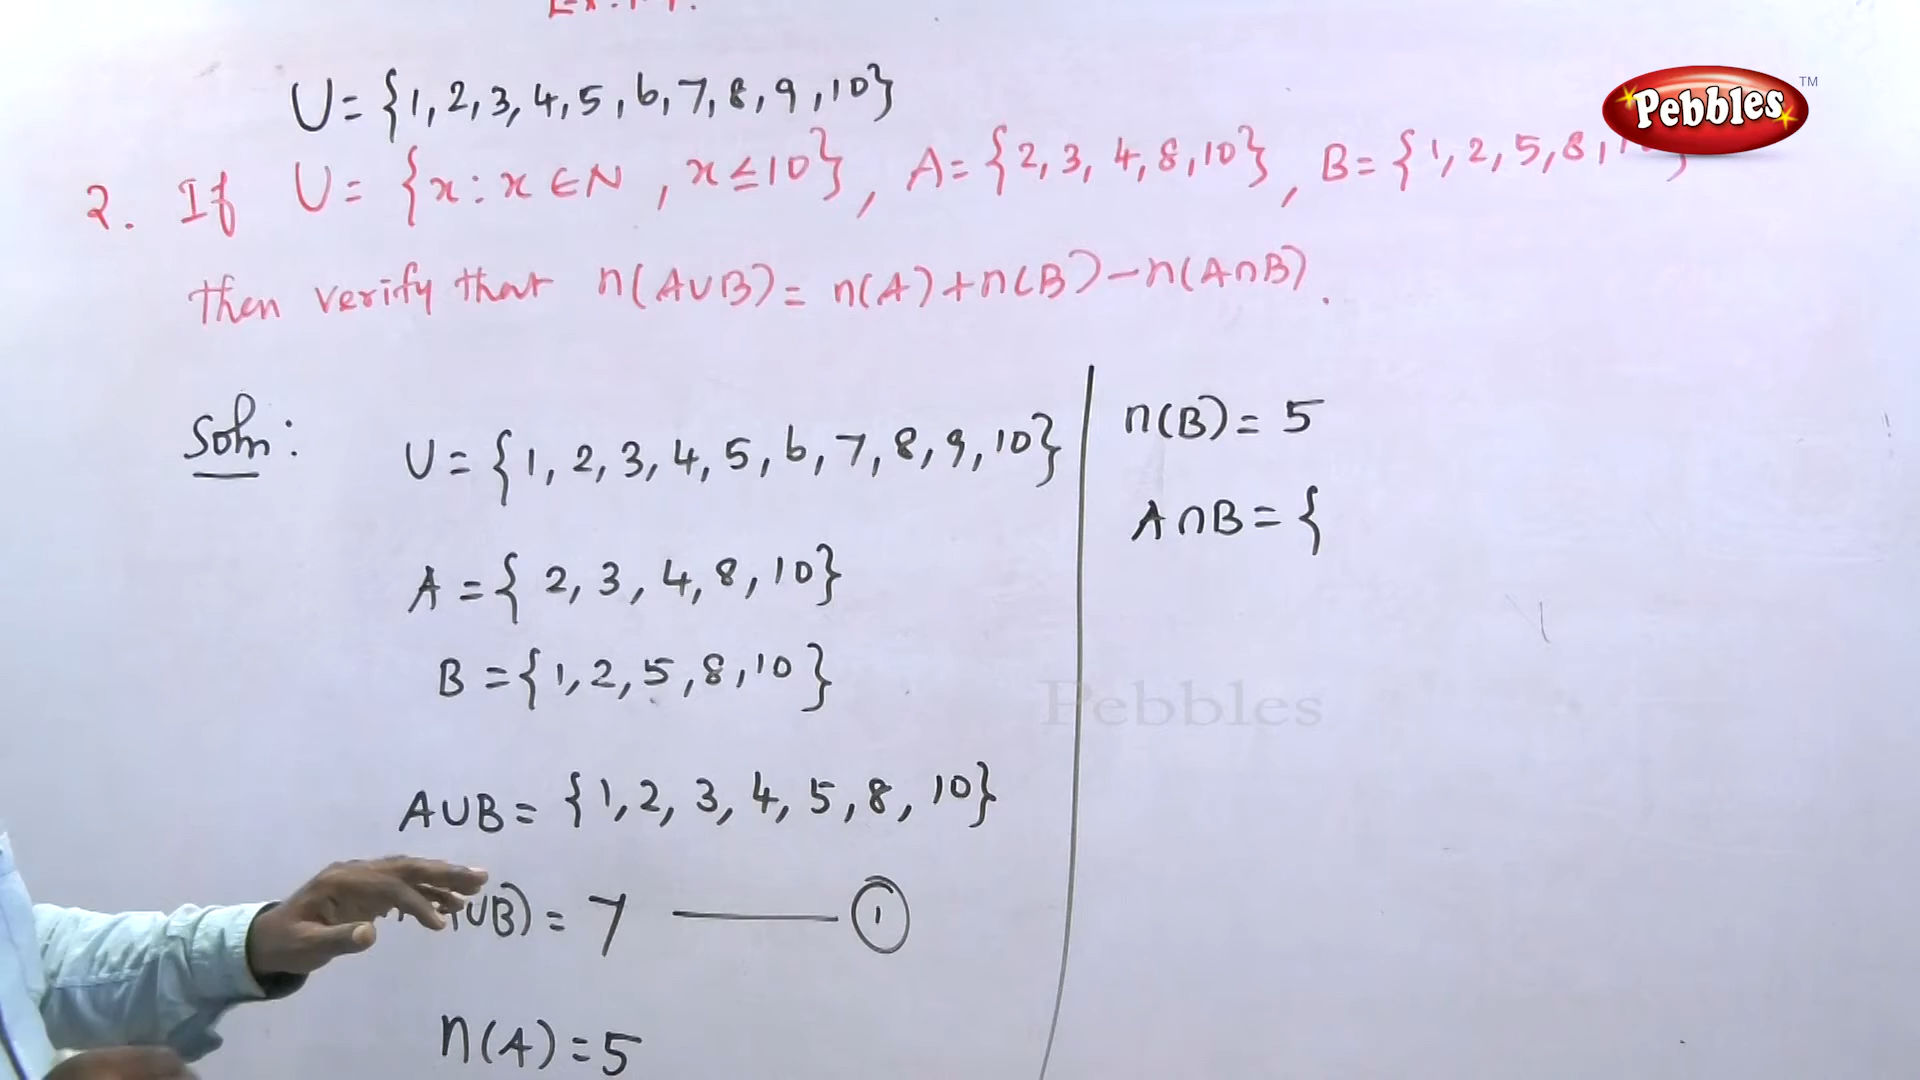 U = {1, 2, 3, 4, 5, 6, 7, 8, 9, 10}
Pebbles TM
2. If U = {x : x ∈ N, x ≤ 10}, A = {2, 3, 4, 8, 10}, B = {1, 2, 5, 8, 10}
then verify that n(A∪B) = n(A) + n(B) − n(A∩B).
Soln:
U = {1, 2, 3, 4, 5, 6, 7, 8, 9, 10}
A = {2, 3, 4, 8, 10}
B = {1, 2, 5, 8, 10}
A∪B = {1, 2, 3, 4, 5, 8, 10}
∪B) = 7 —— ①
n(A) = 5
n(B) = 5
A∩B = {
Pebbles